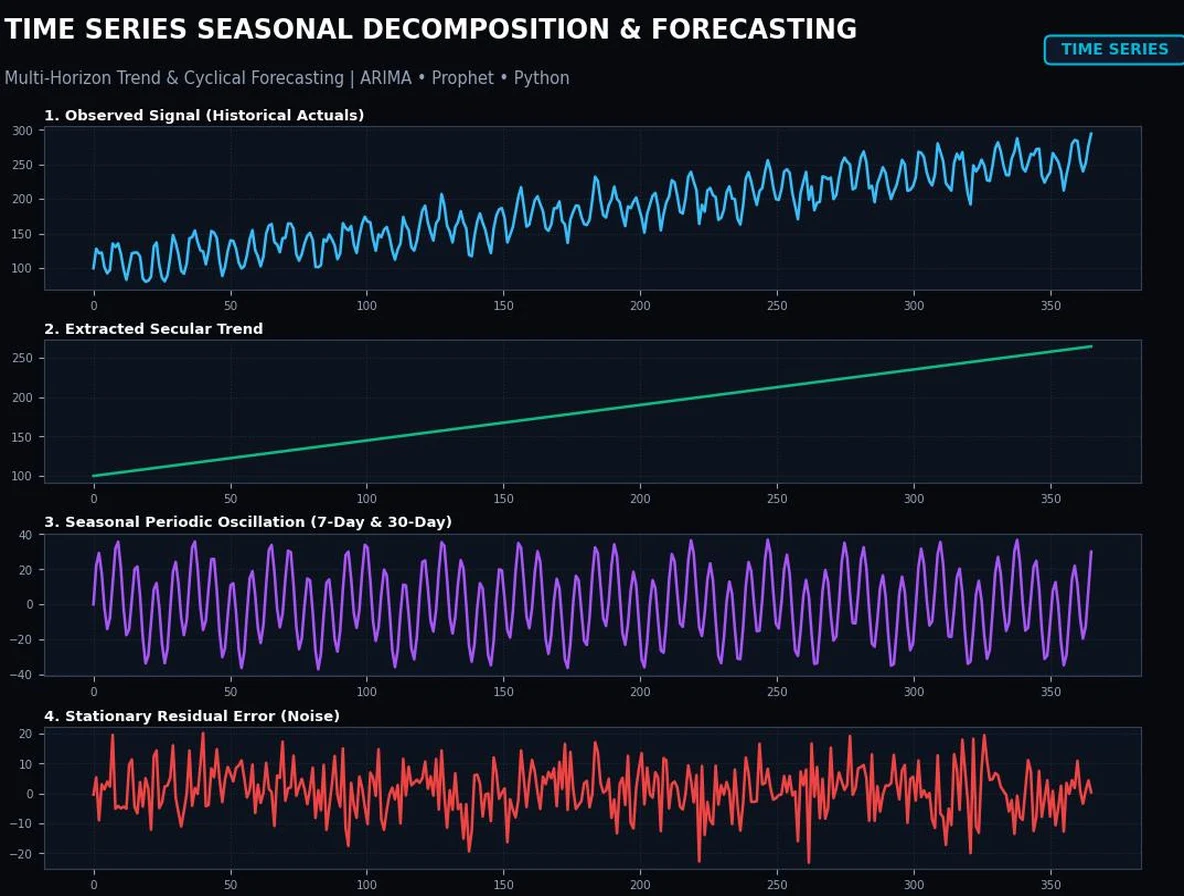 TIME SERIES SEASONAL DECOMPOSITION & FORECASTING
TIME SERIES
Multi-Horizon Trend & Cyclical Forecasting | ARIMA • Prophet • Python
1. Observed Signal (Historical Actuals)
300
250
200
150
100
0 50 100 150 200 250 300 350
2. Extracted Secular Trend
250
200
150
100
0 50 100 150 200 250 300 350
3. Seasonal Periodic Oscillation (7-Day & 30-Day)
40
20
0
−20
−40
0 50 100 150 200 250 300 350
4. Stationary Residual Error (Noise)
20
10
0
−10
−20
0 50 100 150 200 250 300 350